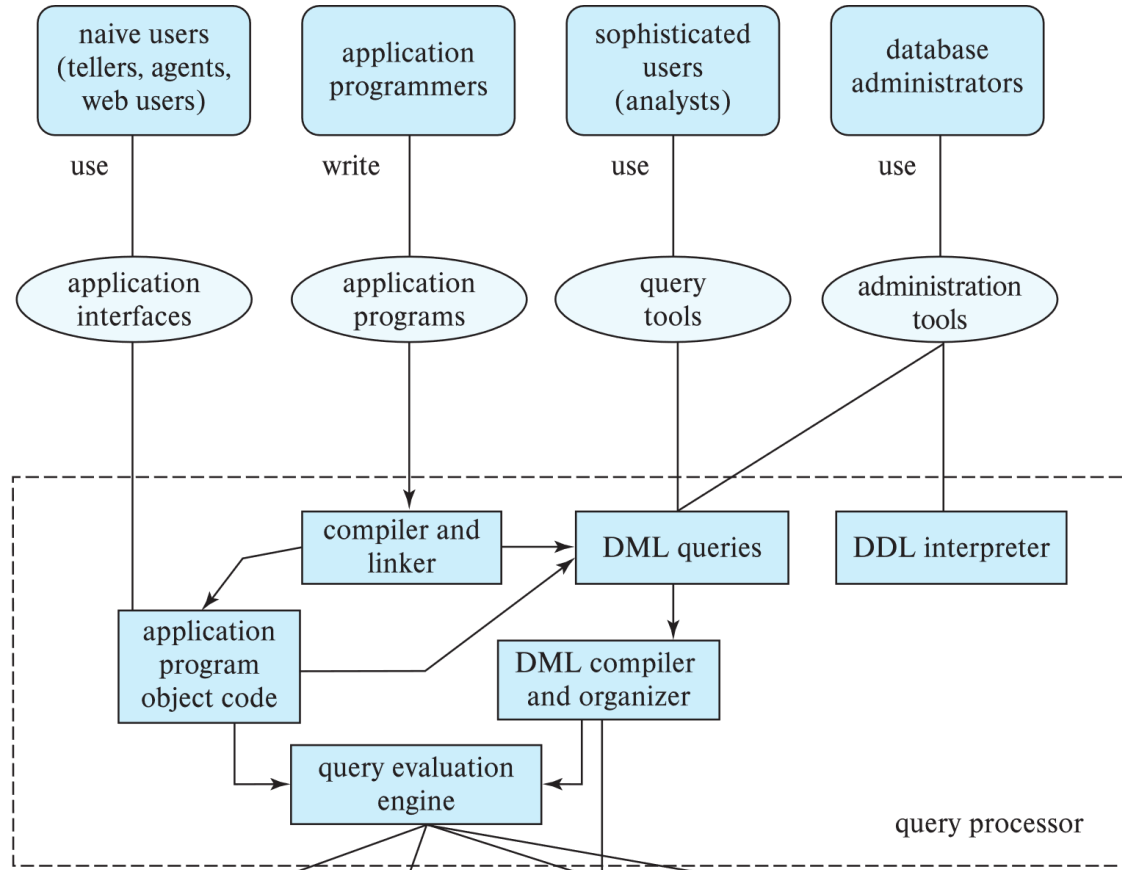 naive users
(tellers, agents,
web users)
application
programmers
sophisticated
users
(analysts)
database
administrators
use
write
use
use
application
interfaces
application
programs
query
tools
administration
tools
compiler and
linker
DML queries
DDL interpreter
application
program
object code
DML compiler
and organizer
query evaluation
engine
query processor